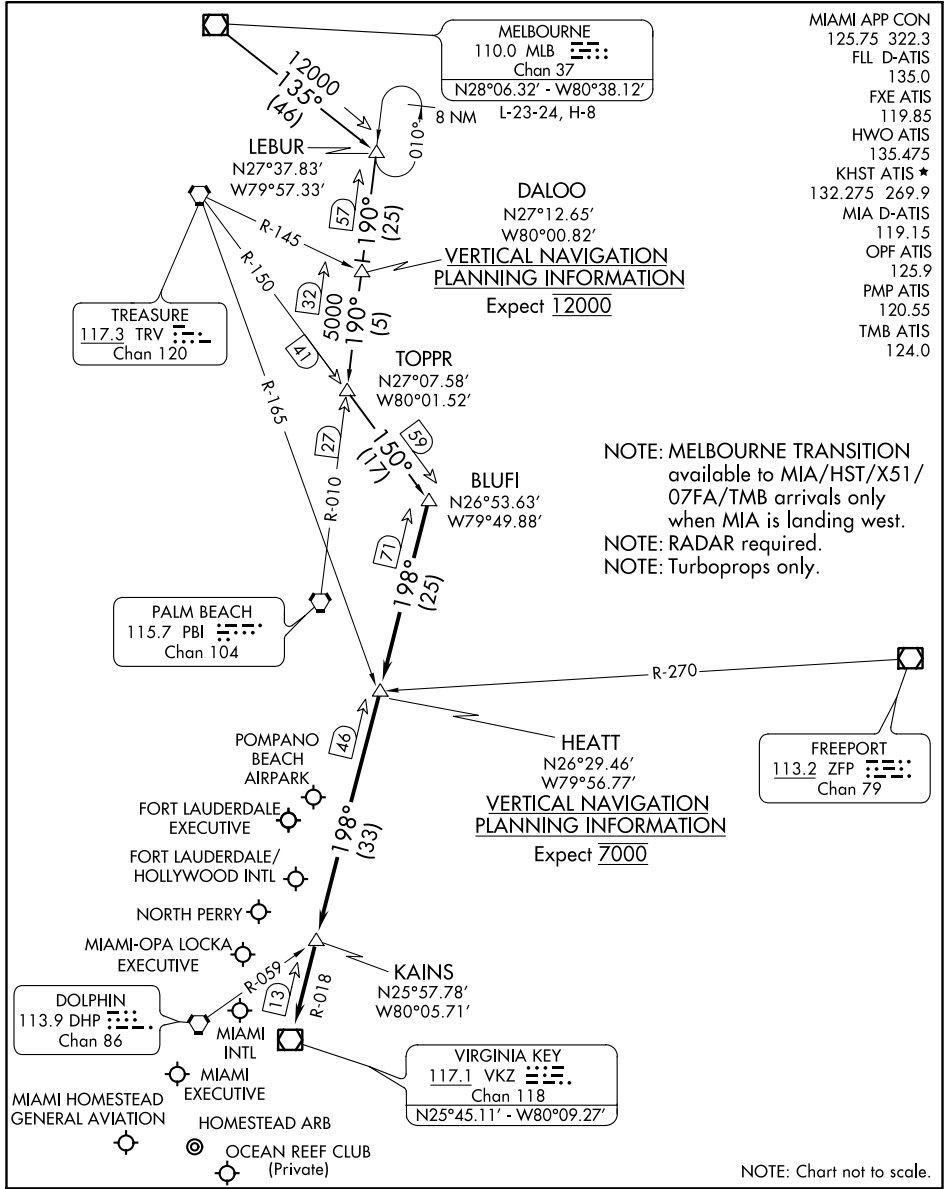 MELBOURNE
110.0 MLB
Chan 37
N28°06.32' - W80°38.12'
L-23-24, H-8
MIAMI APP CON
125.75 322.3
FLL D-ATIS
135.0
FXE ATIS
119.85
HWO ATIS
135.475
KHST ATIS ★
132.275 269.9
MIA D-ATIS
119.15
OPF ATIS
125.9
PMP ATIS
120.55
TMB ATIS
124.0
12000
135°
(46)
8 NM
010°
LEBUR
N27°37.83'
W79°57.33'
57
190°
(25)
DALOO
N27°12.65'
W80°00.82'
VERTICAL NAVIGATION
PLANNING INFORMATION
Expect 12000
R-145
R-150
R-165
TREASURE
117.3 TRV
Chan 120
32
5000
190°
(5)
41
TOPPR
N27°07.58'
W80°01.52'
27
R-010
150°
(17)
59
BLUFI
N26°53.63'
W79°49.88'
NOTE: MELBOURNE TRANSITION
available to MIA/HST/X51/
07FA/TMB arrivals only
when MIA is landing west.
NOTE: RADAR required.
NOTE: Turboprops only.
71
198°
(25)
PALM BEACH
115.7 PBI
Chan 104
R-270
FREEPORT
113.2 ZFP
Chan 79
HEATT
N26°29.46'
W79°56.77'
VERTICAL NAVIGATION
PLANNING INFORMATION
Expect 7000
46
198°
(33)
POMPANO
BEACH
AIRPARK
FORT LAUDERDALE
EXECUTIVE
FORT LAUDERDALE/
HOLLYWOOD INTL
NORTH PERRY
MIAMI-OPA LOCKA
EXECUTIVE
R-059
13
R-018
KAINS
N25°57.78'
W80°05.71'
DOLPHIN
113.9 DHP
Chan 86
MIAMI
INTL
MIAMI
EXECUTIVE
VIRGINIA KEY
117.1 VKZ
Chan 118
N25°45.11' - W80°09.27'
MIAMI HOMESTEAD
GENERAL AVIATION
HOMESTEAD ARB
OCEAN REEF CLUB
(Private)
NOTE: Chart not to scale.